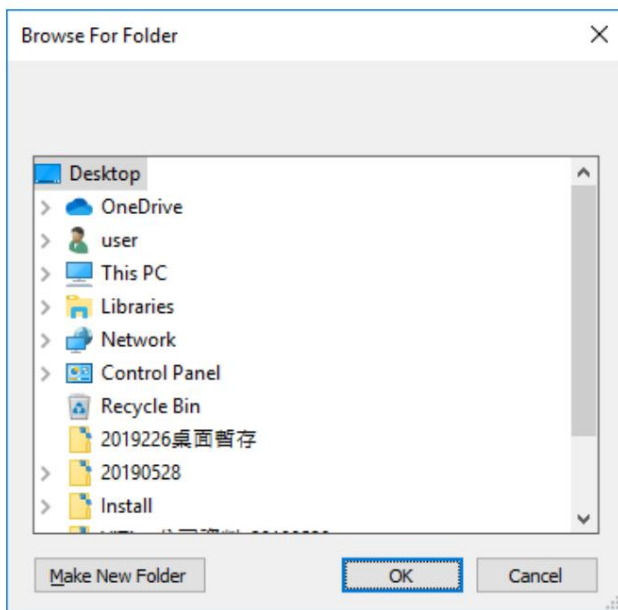 Browse For Folder
Desktop
OneDrive
user
This PC
Libraries
Network
Control Panel
Recycle Bin
2019226桌面暫存
20190528
Install
Make New Folder
OK
Cancel